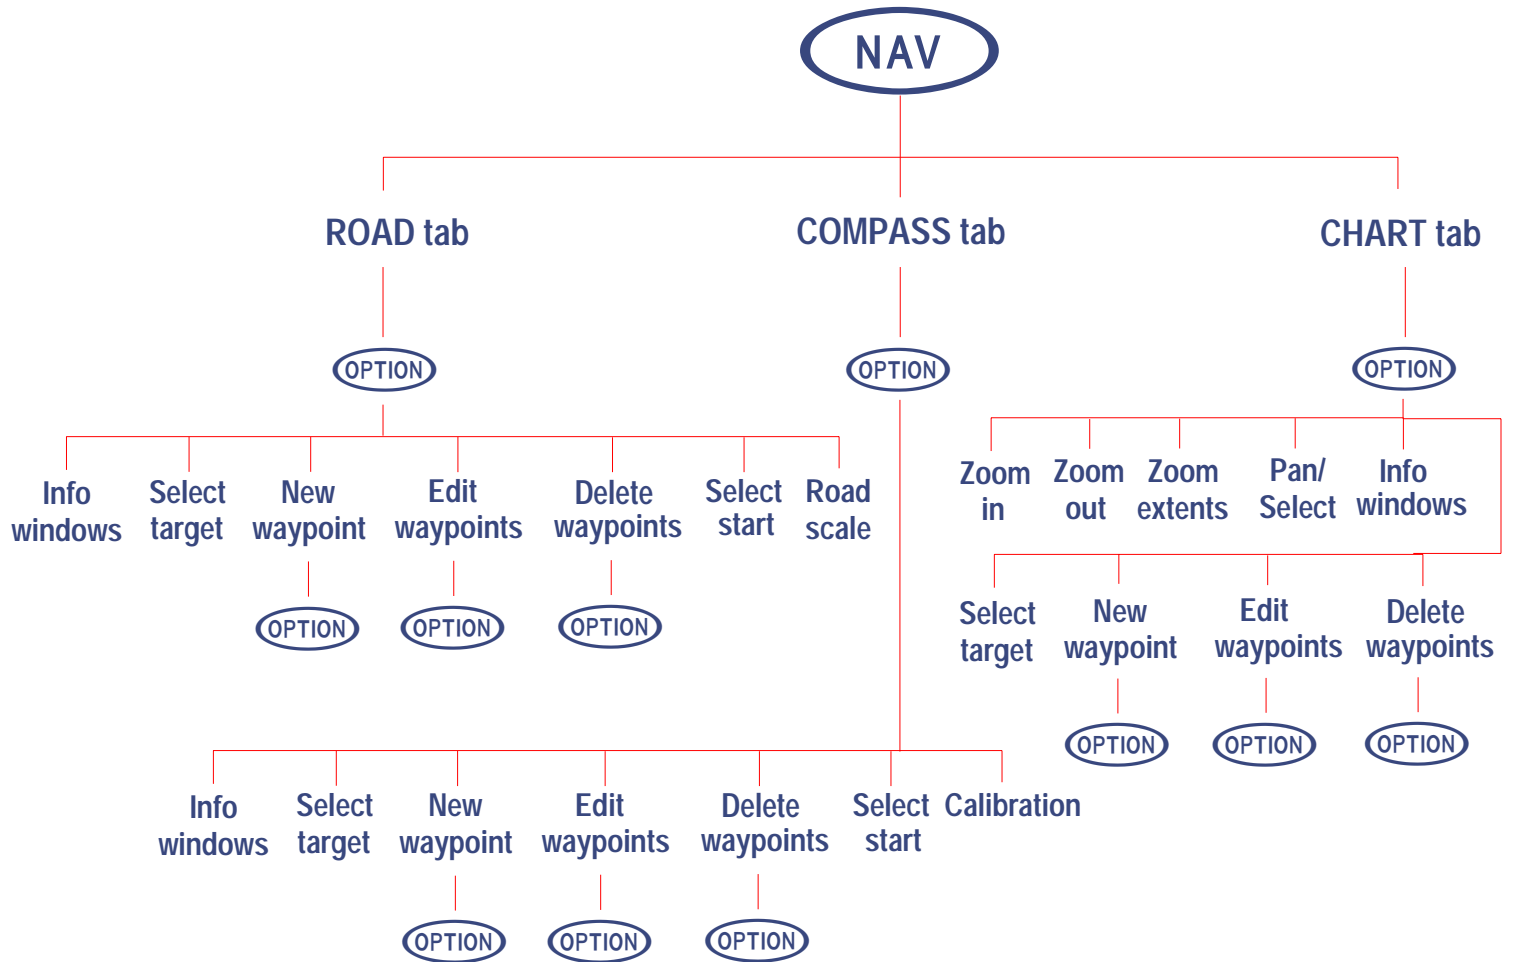 NAV
ROAD tab
COMPASS tab
CHART tab
OPTION
OPTION
OPTION
Info
windows
Select
target
New
waypoint
Edit
waypoints
Delete
waypoints
Select
start
Road
scale
OPTION
OPTION
OPTION
Zoom
in
Zoom
out
Zoom
extents
Pan/
Select
Info
windows
Select
target
New
waypoint
Edit
waypoints
Delete
waypoints
OPTION
OPTION
OPTION
Info
windows
Select
target
New
waypoint
Edit
waypoints
Delete
waypoints
Select
start
Calibration
OPTION
OPTION
OPTION